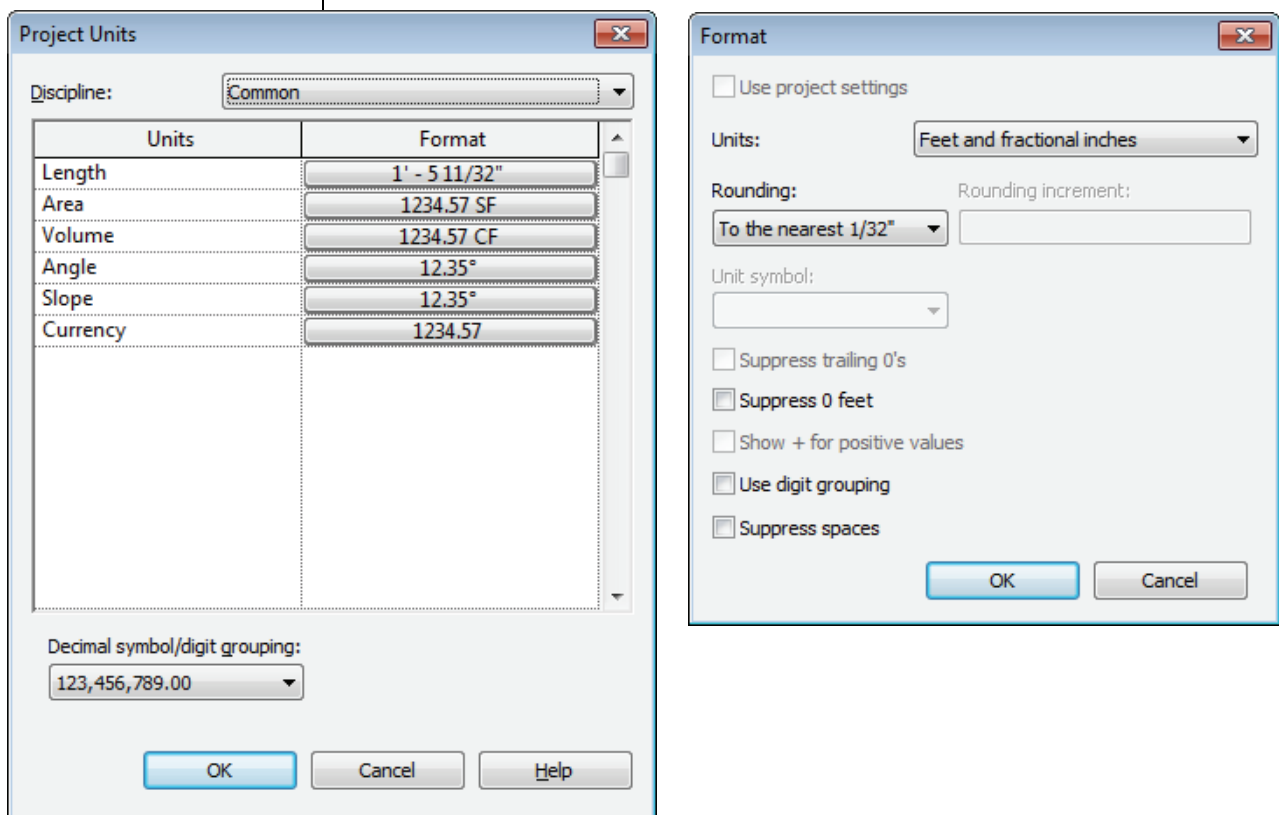 Project Units
Discipline: Common
Units Format
Length 1' - 5 11/32"
Area 1234.57 SF
Volume 1234.57 CF
Angle 12.35°
Slope 12.35°
Currency 1234.57
Decimal symbol/digit grouping:
123,456,789.00
OK Cancel Help
Format
Use project settings
Units: Feet and fractional inches
Rounding: Rounding increment:
To the nearest 1/32"
Unit symbol:
Suppress trailing 0's
Suppress 0 feet
Show + for positive values
Use digit grouping
Suppress spaces
OK Cancel